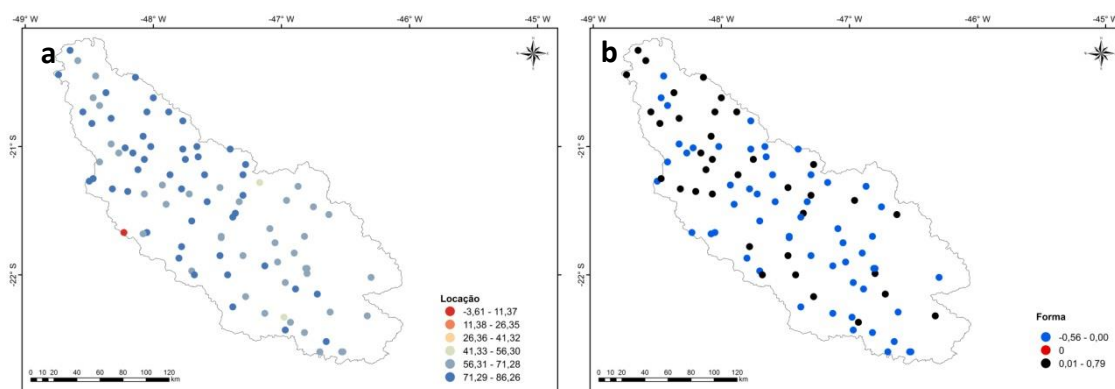 -49° W
-48° W
-47° W
-46° W
-45° W
a
-21° S
-22° S
Locação
-3,61 - 11,37
11,38 - 26,35
26,36 - 41,32
41,33 - 56,30
56,31 - 71,28
71,29 - 86,26
0 10 20 40 60 80 100 120
km
-49° W
-48° W
-47° W
-46° W
-45° W
b
-21° S
-22° S
Forma
-0,56 - 0,00
0
0,01 - 0,79
0 10 20 40 60 80 100 120
km